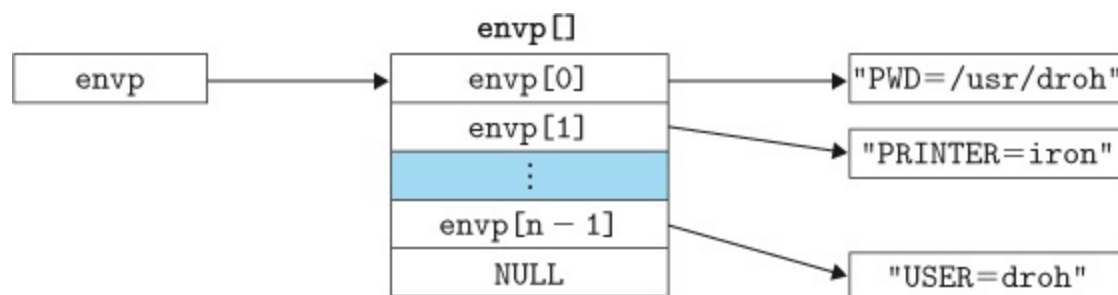 envp[]
envp
envp[0]
"PWD=/usr/droh"
envp[1]
"PRINTER=iron"
⋮
envp[n − 1]
NULL
"USER=droh"